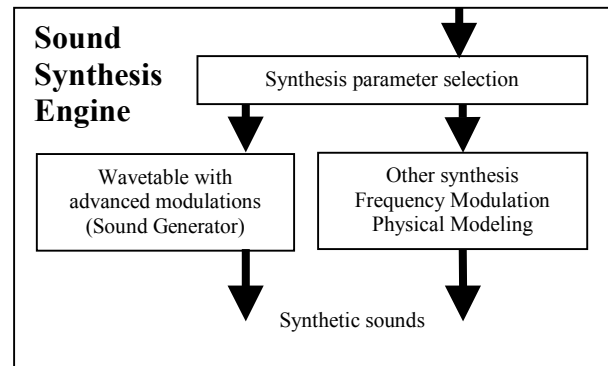 Sound
Synthesis
Engine
Synthesis parameter selection
Wavetable with
advanced modulations
(Sound Generator)
Other synthesis
Frequency Modulation
Physical Modeling
Synthetic sounds